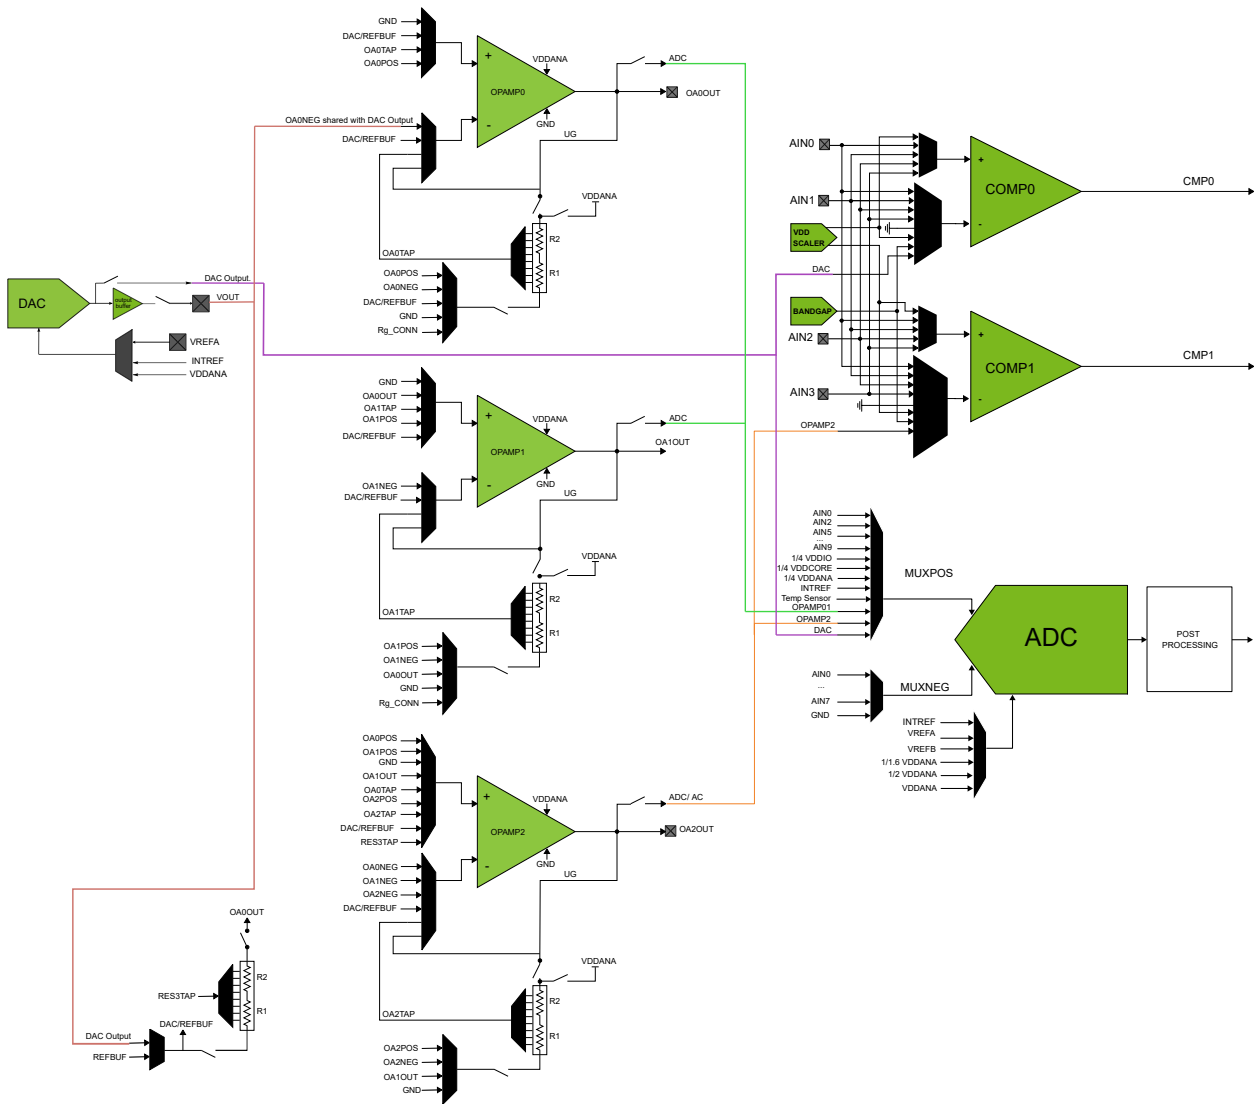 GND
DAC/REFBUF
OA0TAP
OA0POS
+
OPAMP0
-
VDDANA
GND
ADC
OA0OUT
UG
OA0NEG shared with DAC Output
DAC/REFBUF
VDDANA
R2
R1
OA0TAP
OA0POS
OA0NEG
DAC/REFBUF
GND
Rg_CONN
DAC
output
buffer
DAC Output.
VOUT
VREFA
INTREF
VDDANA
GND
OA0OUT
OA1TAP
OA1POS
DAC/REFBUF
+
OPAMP1
-
VDDANA
GND
ADC
OA1OUT
UG
OA1NEG
DAC/REFBUF
VDDANA
R2
R1
OA1TAP
OA1POS
OA1NEG
OA0OUT
GND
Rg_CONN
OA0POS
OA1POS
GND
OA1OUT
OA0TAP
OA2POS
OA2TAP
DAC/REFBUF
RES3TAP
+
OPAMP2
-
VDDANA
GND
ADC/ AC
OA2OUT
UG
OA0NEG
OA1NEG
OA2NEG
DAC/REFBUF
VDDANA
R2
R1
OA2TAP
OA2POS
OA2NEG
OA1OUT
GND
OA0OUT
R2
R1
RES3TAP
DAC/REFBUF
DAC Output
REFBUF
AIN0
AIN1
VDD
SCALER
DAC
BANDGAP
AIN2
AIN3
OPAMP2
+
COMP0
-
CMP0
+
COMP1
-
CMP1
AIN0
AIN2
AIN5
...
AIN9
1/4 VDDIO
1/4 VDDCORE
1/4 VDDANA
INTREF
Temp Sensor
OPAMP01
OPAMP2
DAC
MUXPOS
AIN0
...
AIN7
GND
MUXNEG
INTREF
VREFA
VREFB
1/1.6 VDDANA
1/2 VDDANA
VDDANA
ADC
POST
PROCESSING